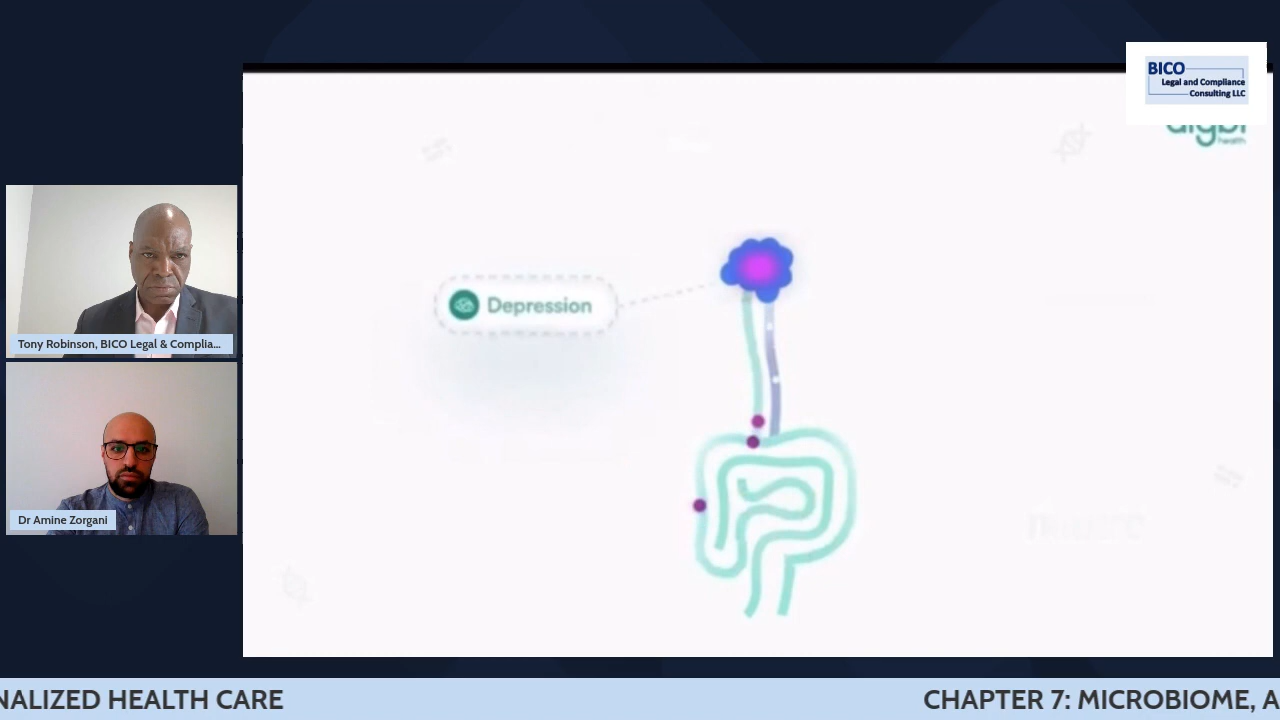 BICO
Legal and Compliance
Consulting LLC
health
Depression
Tony Robinson, BICO Legal & Complia...
Dr Amine Zorgani
NALIZED HEALTH CARE
CHAPTER 7: MICROBIOME, A